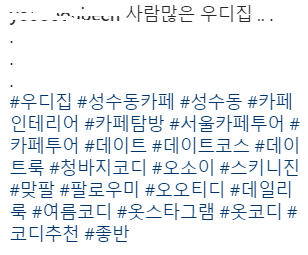 사람많은 우디집 .. .
.
.
.
#우디집 #성수동카페 #성수동 #카페
인테리어 #카페탐방 #서울카페투어 #
카페투어 #데이트 #데이트코스 #데이
트룩 #청바지코디 #오소이 #스키니진
#맞팔 #팔로우미 #오오티디 #데일리
룩 #여름코디 #옷스타그램 #옷코디 #
코디추천 #좋반